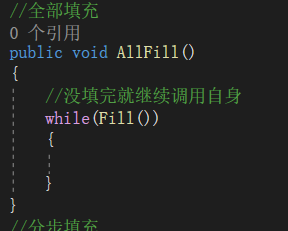 //全部填充
0 个引用
public void AllFill()
{
//没填完就继续调用自身
while(Fill())
{
}
}
//分步填充